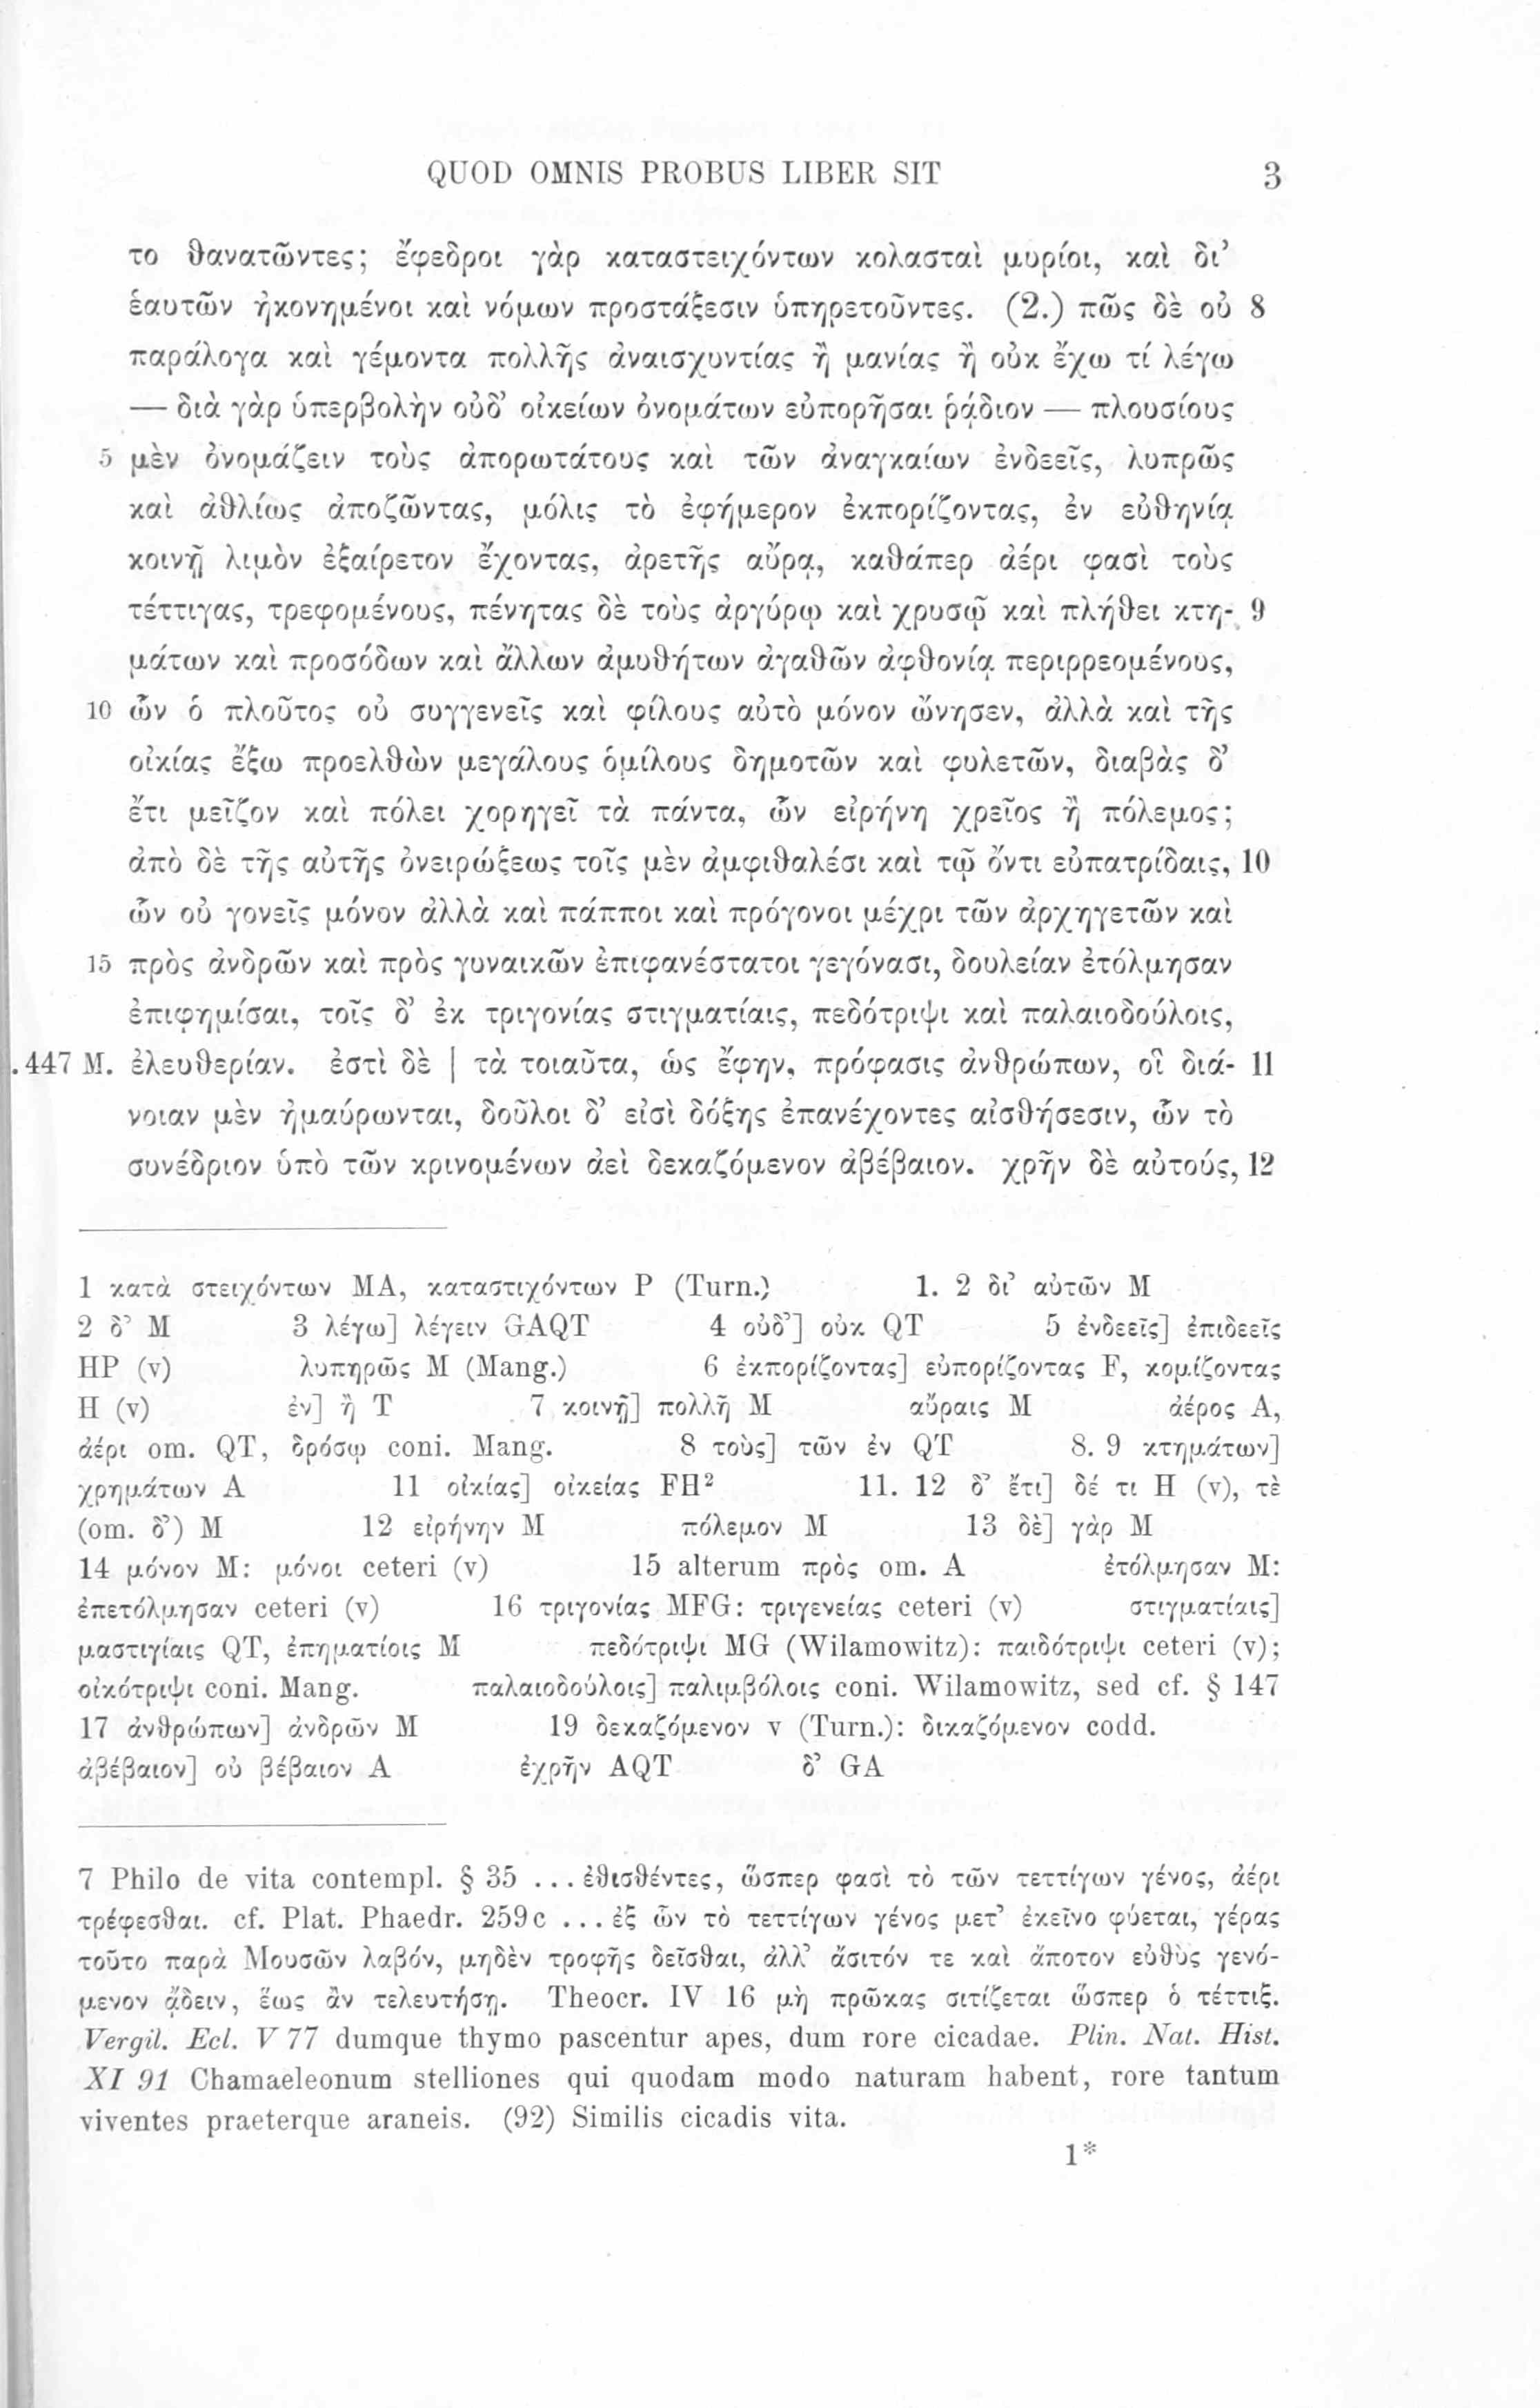 QUOD OMNIS PROBUS LIBER SIT 3
το θανατῶντες; ἔφεδροι γὰρ καταστειχόντων κολασταὶ μυρίοι, καὶ δι’
ἑαυτῶν ἠκονημένοι καὶ νόμων προστάξεσιν ὑπηρετοῦντες. (2.) πῶς δὲ οὐ 8
παράλογα καὶ γέμοντα πολλῆς ἀναισχυντίας ἢ μανίας ἢ οὐκ ἔχω τί λέγω
— διὰ γὰρ ὑπερβολὴν οὐδ’ οἰκείων ὀνομάτων εὐπορῆσαι ῥᾴδιον — πλουσίους
5 μὲν ὀνομάζειν τοὺς ἀπορωτάτους καὶ τῶν ἀναγκαίων ἐνδεεῖς, λυπρῶς
καὶ ἀθλίως ἀποζῶντας, μόλις τὸ ἐφήμερον ἐκπορίζοντας, ἐν εὐθηνίᾳ
κοινῇ λιμὸν ἐξαίρετον ἔχοντας, ἀρετῆς αὔρᾳ, καθάπερ ἀέρι φασὶ τοὺς
τέττιγας, τρεφομένους, πένητας δὲ τοὺς ἀργύρῳ καὶ χρυσῷ καὶ πλήθει κτη- 9
μάτων καὶ προσόδων καὶ ἄλλων ἀμυθήτων ἀγαθῶν ἀφθονίᾳ περιρρεομένους,
10 ὧν ὁ πλοῦτος οὐ συγγενεῖς καὶ φίλους αὐτὸ μόνον ὤνησεν, ἀλλὰ καὶ τῆς
οἰκίας ἔξω προελθὼν μεγάλους ὁμίλους δημοτῶν καὶ φυλετῶν, διαβὰς δ’
ἔτι μεῖζον καὶ πόλει χορηγεῖ τὰ πάντα, ὧν εἰρήνη χρεῖος ἢ πόλεμος;
ἀπὸ δὲ τῆς αὐτῆς ὀνειρώξεως τοῖς μὲν ἀμφιθαλέσι καὶ τῷ ὄντι εὐπατρίδαις, 10
ὧν οὐ γονεῖς μόνον ἀλλὰ καὶ πάπποι καὶ πρόγονοι μέχρι τῶν ἀρχηγετῶν καὶ
15 πρὸς ἀνδρῶν καὶ πρὸς γυναικῶν ἐπιφανέστατοι γεγόνασι, δουλείαν ἐτόλμησαν
ἐπιφημίσαι, τοῖς δ’ ἐκ τριγονίας στιγματίαις, πεδότριψι καὶ παλαιοδούλοις,
.447 M. ἐλευθερίαν. ἐστὶ δὲ | τὰ τοιαῦτα, ὡς ἔφην, πρόφασις ἀνθρώπων, οἳ διά- 11
νοιαν μὲν ἠμαύρωνται, δοῦλοι δ’ εἰσὶ δόξης ἐπανέχοντες αἰσθήσεσιν, ὧν τὸ
συνέδριον ὑπὸ τῶν κρινομένων ἀεὶ δεκαζόμενον ἀβέβαιον. χρῆν δὲ αὐτούς, 12
1 κατὰ στειχόντων MA, καταστιχόντων P (Turn.) 1. 2 δι’ αὐτῶν M
2 δ’ M 3 λέγω] λέγειν GAQT 4 οὐδ’] οὐκ QT 5 ἐνδεεῖς] ἐπιδεεῖς
HP (v) λυπηρῶς M (Mang.) 6 ἐκπορίζοντας] εὐπορίζοντας F, κομίζοντας
H (v) ἐν] ἢ T 7 κοινῇ] πολλῇ M αὔραις M ἀέρος A,
ἀέρι om. QT, δρόσῳ coni. Mang. 8 τοὺς] τῶν ἐν QT 8. 9 κτημάτων]
χρημάτων A 11 οἰκίας] οἰκείας FH² 11. 12 δ’ ἔτι] δέ τι H (v), τὲ
(om. δ’) M 12 εἰρήνην M πόλεμον M 13 δὲ] γὰρ M
14 μόνον M: μόνοι ceteri (v) 15 alterum πρὸς om. A ἐτόλμησαν M:
ἐπετόλμησαν ceteri (v) 16 τριγονίας MFG: τριγενείας ceteri (v) στιγματίαις]
μαστιγίαις QT, ἐπηματίοις M πεδότριψι MG (Wilamowitz): παιδότριψι ceteri (v);
οἰκότριψι coni. Mang. παλαιοδούλοις] παλιμβόλοις coni. Wilamowitz, sed cf. § 147
17 ἀνθρώπων] ἀνδρῶν M 19 δεκαζόμενον v (Turn.): δικαζόμενον codd.
ἀβέβαιον] οὐ βέβαιον A ἐχρῆν AQT δ’ GA
7 Philo de vita contempl. § 35 ... ἐθισθέντες, ὥσπερ φασὶ τὸ τῶν τεττίγων γένος, ἀέρι
τρέφεσθαι. cf. Plat. Phaedr. 259c ... ἐξ ὧν τὸ τεττίγων γένος μετ’ ἐκεῖνο φύεται, γέρας
τοῦτο παρὰ Μουσῶν λαβόν, μηδὲν τροφῆς δεῖσθαι, ἀλλ’ ἄσιτόν τε καὶ ἄποτον εὐθὺς γενό-
μενον ᾄδειν, ἕως ἂν τελευτήσῃ. Theocr. IV 16 μὴ πρῶκας σιτίζεται ὥσπερ ὁ τέττιξ.
Vergil. Ecl. V 77 dumque thymo pascentur apes, dum rore cicadae. Plin. Nat. Hist.
XI 91 Chamaeleonum stelliones qui quodam modo naturam habent, rore tantum
viventes praeterque araneis. (92) Similis cicadis vita.
1*